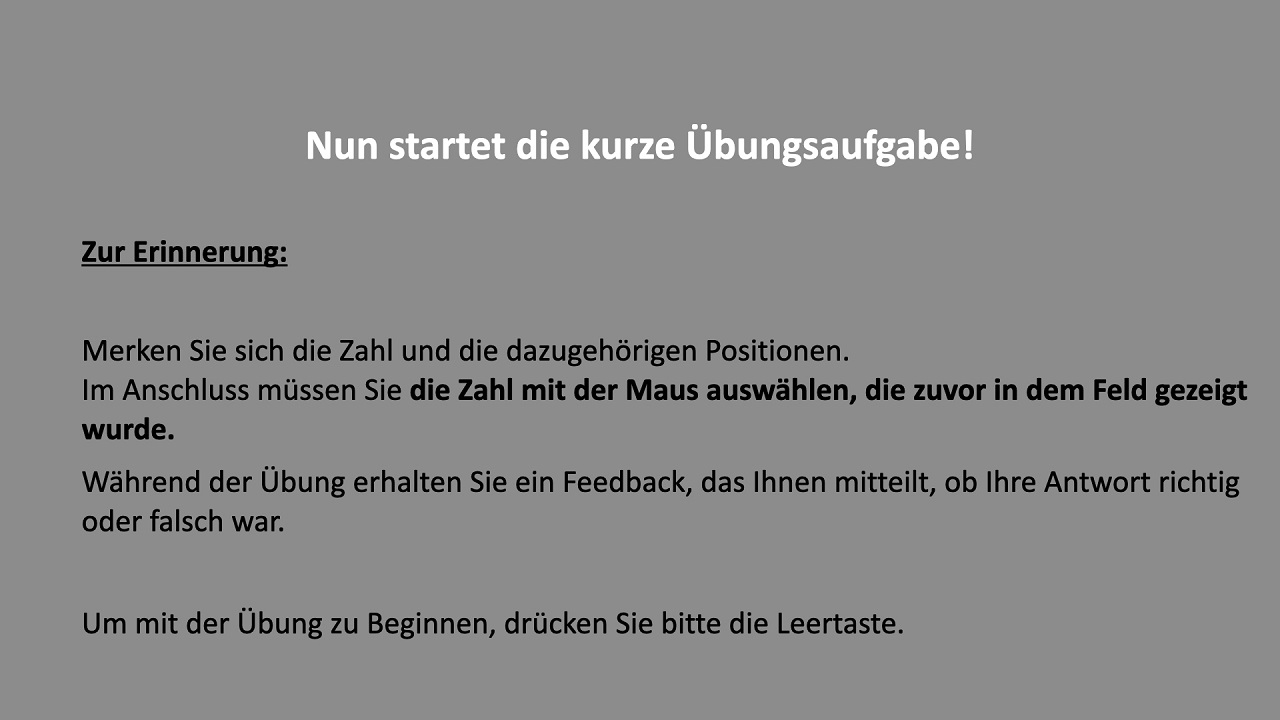 Nun startet die kurze Übungsaufgabe!
Zur Erinnerung:
Merken Sie sich die Zahl und die dazugehörigen Positionen.
Im Anschluss müssen Sie die Zahl mit der Maus auswählen, die zuvor in dem Feld gezeigt
wurde.
Während der Übung erhalten Sie ein Feedback, das Ihnen mitteilt, ob Ihre Antwort richtig
oder falsch war.
Um mit der Übung zu Beginnen, drücken Sie bitte die Leertaste.